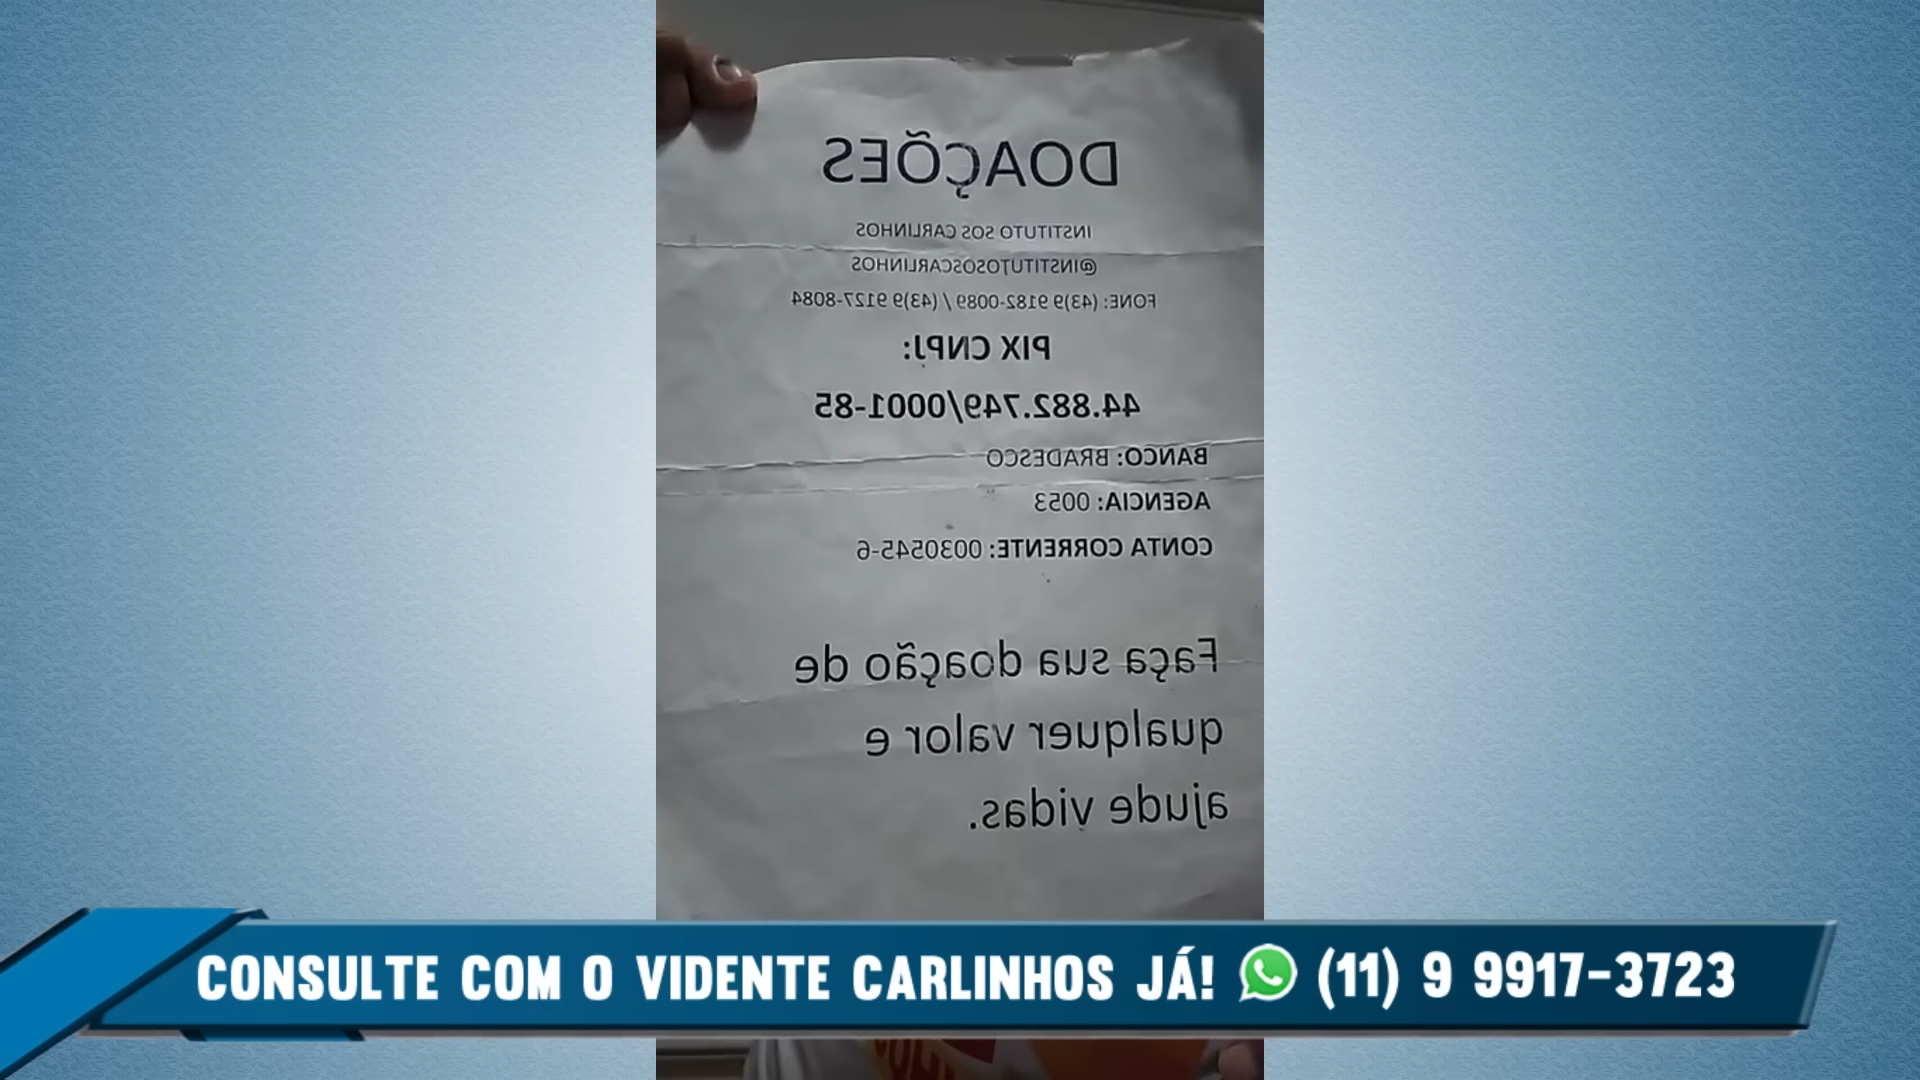 DOAÇÕES
INSTITUTO SOS CARLINHOS
@INSTITUTOSOSCARLINHOS
FONE: (43)9 9182-0089 / (43)9 9127-8084
PIX CNPJ:
44.882.749/0001-85
BANCO: BRADESCO
AGENCIA: 0053
CONTA CORRENTE: 0030545-6
Faça sua doação de
qualquer valor e
ajude vidas.
CONSULTE COM O VIDENTE CARLINHOS JÁ! (11) 9 9917-3723